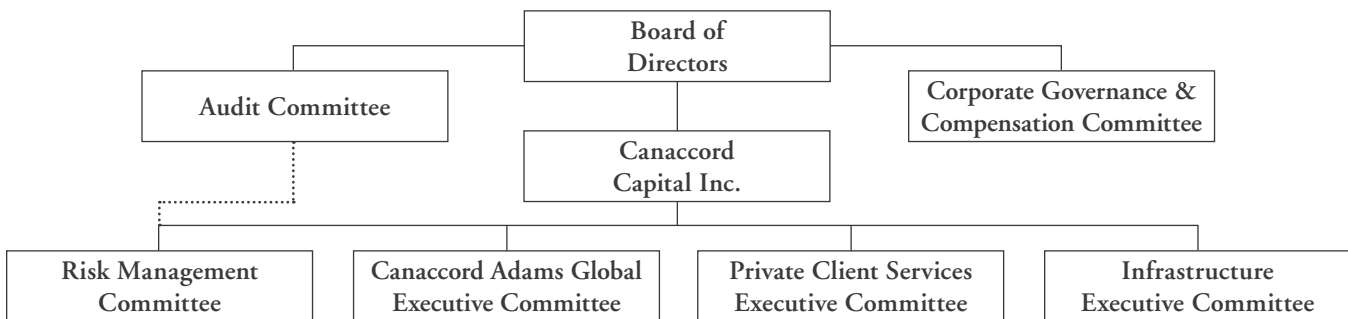 Board of
Directors
Audit Committee
Corporate Governance &
Compensation Committee
Canaccord
Capital Inc.
Risk Management
Committee
Canaccord Adams Global
Executive Committee
Private Client Services
Executive Committee
Infrastructure
Executive Committee